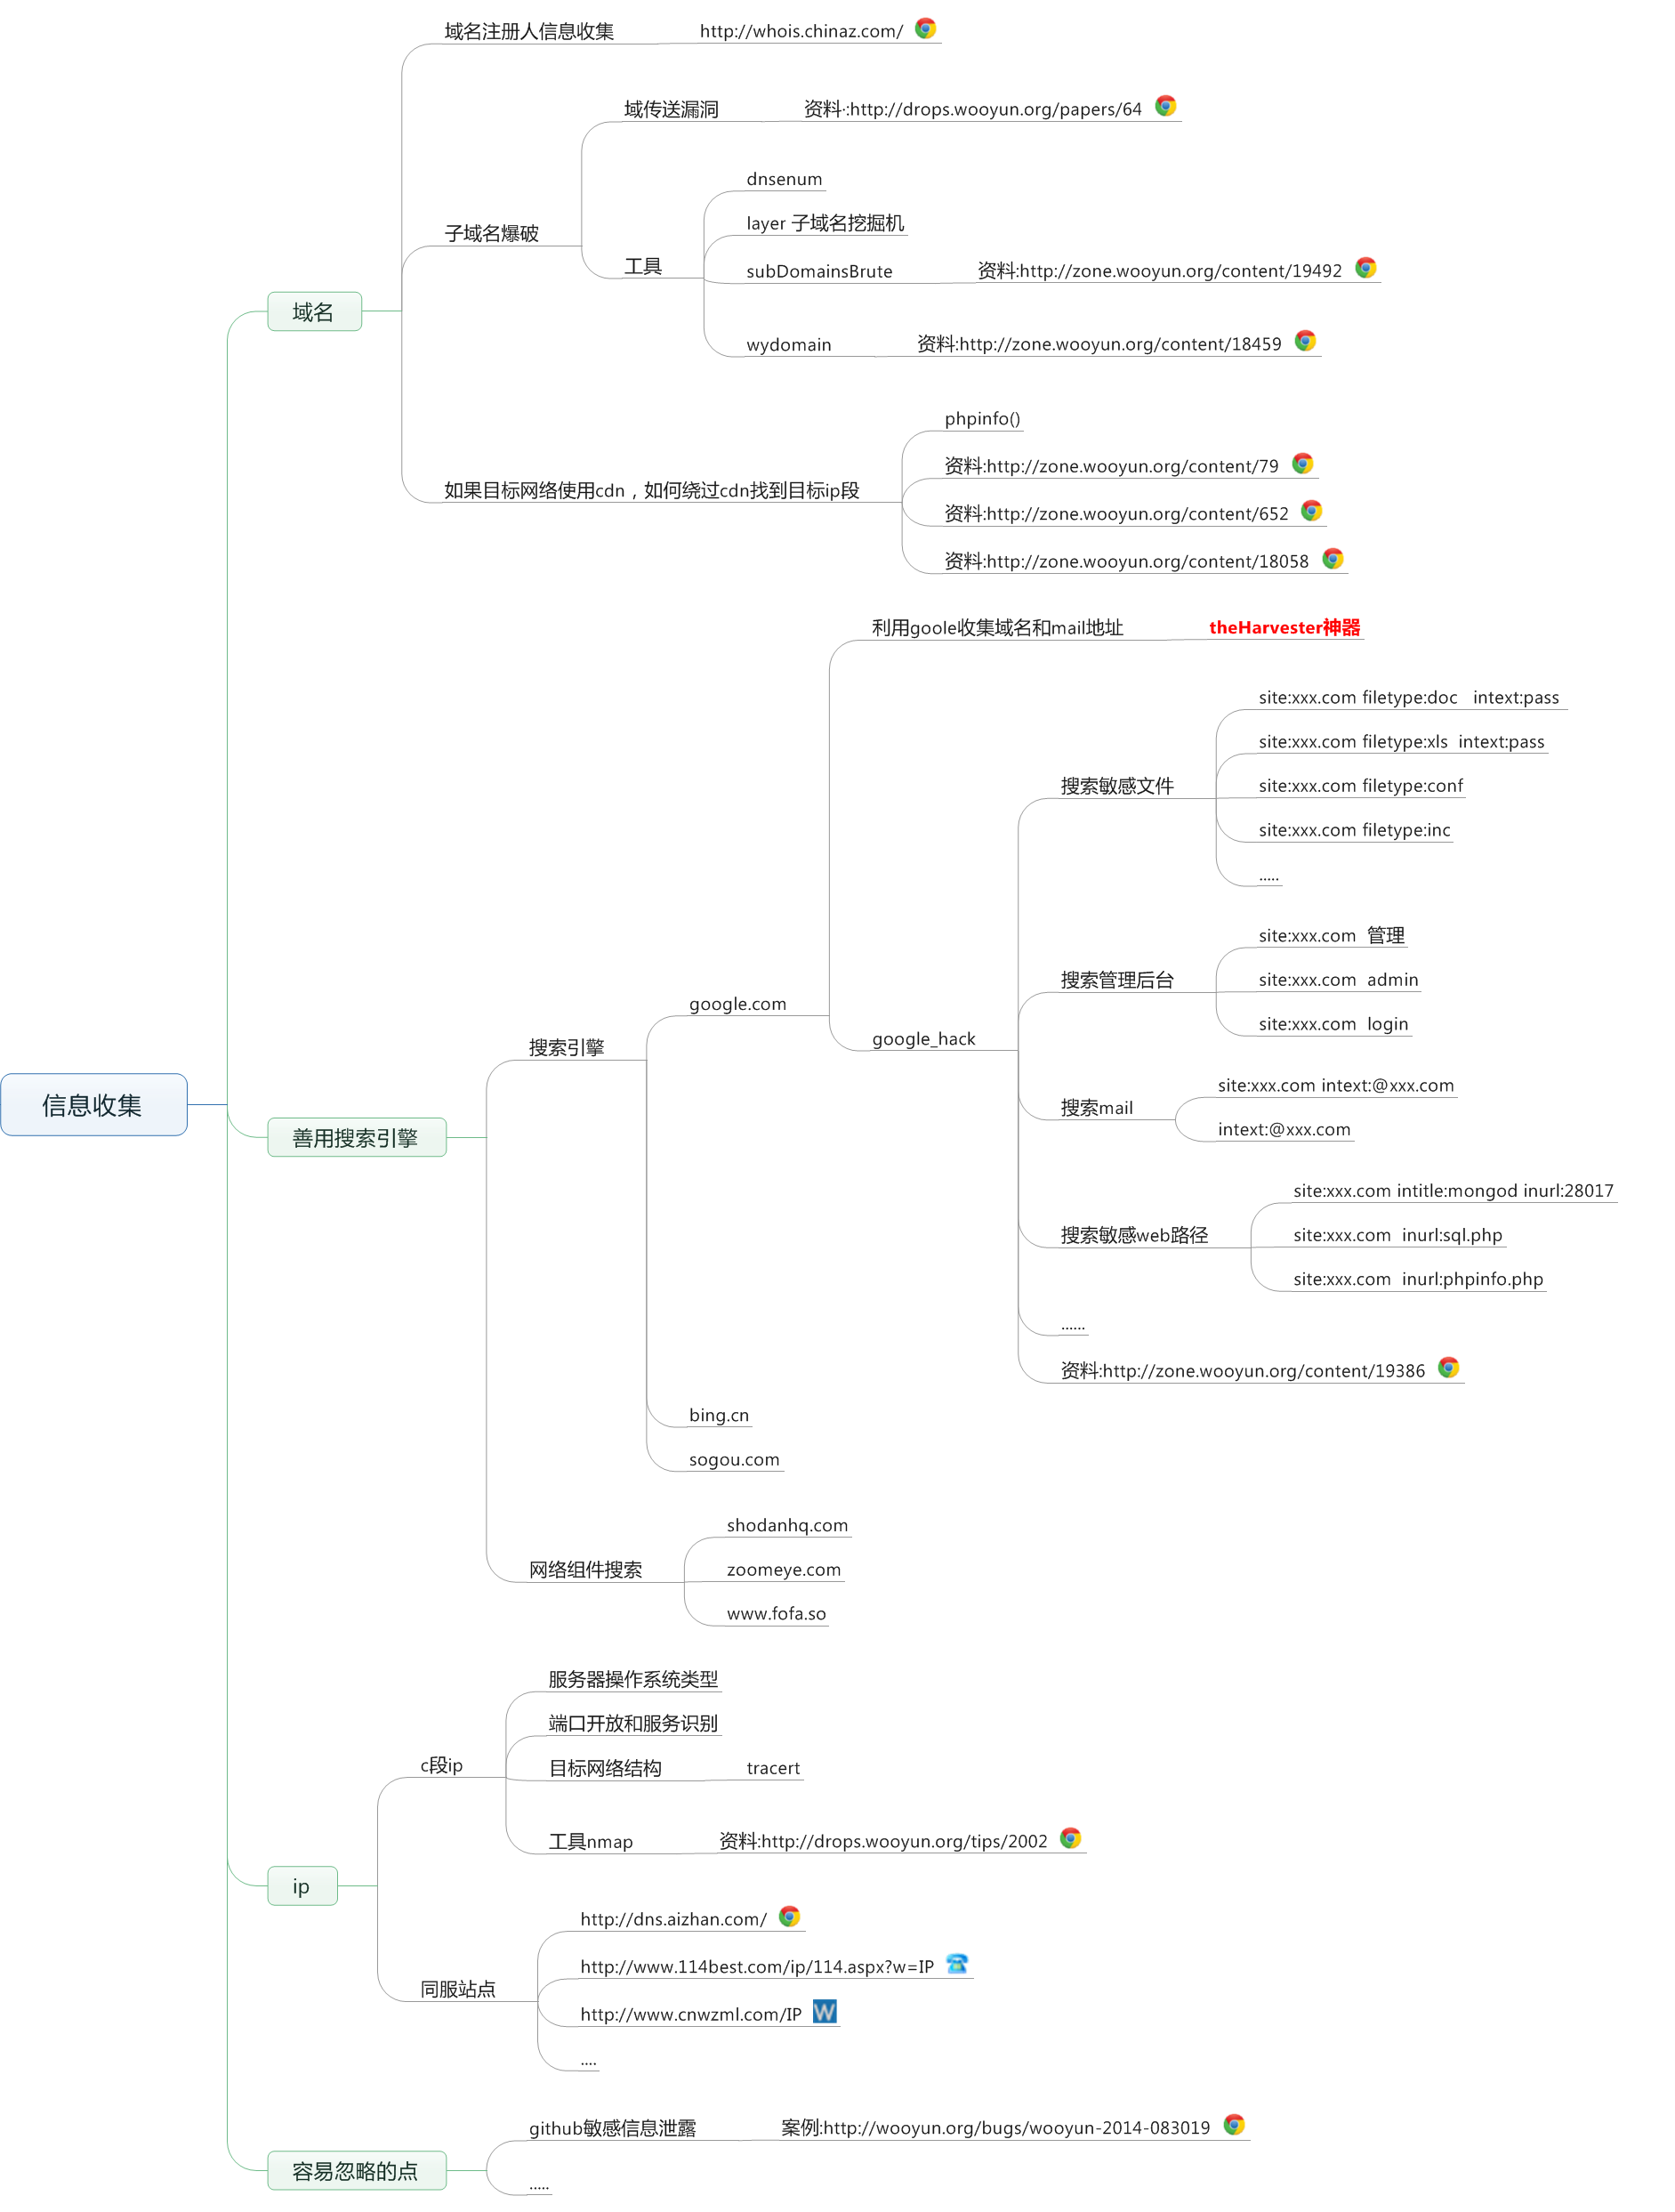 域名注册人信息收集
http://whois.chinaz.com/
域传送漏洞
资料·:http://drops.wooyun.org/papers/64
dnsenum
layer 子域名挖掘机
子域名爆破
工具
subDomainsBrute
资料:http://zone.wooyun.org/content/19492
域名
wydomain
资料:http://zone.wooyun.org/content/18459
phpinfo()
资料:http://zone.wooyun.org/content/79
如果目标网络使用cdn，如何绕过cdn找到目标ip段
资料:http://zone.wooyun.org/content/652
资料:http://zone.wooyun.org/content/18058
利用goole收集域名和mail地址
theHarvester神器
site:xxx.com filetype:doc   intext:pass
site:xxx.com filetype:xls  intext:pass
搜索敏感文件
site:xxx.com filetype:conf
site:xxx.com filetype:inc
.....
site:xxx.com  管理
搜索管理后台
site:xxx.com  admin
google.com
site:xxx.com  login
google_hack
搜索引擎
site:xxx.com intext:@xxx.com
信息收集
搜索mail
intext:@xxx.com
善用搜索引擎
site:xxx.com intitle:mongod inurl:28017
搜索敏感web路径
site:xxx.com  inurl:sql.php
site:xxx.com  inurl:phpinfo.php
......
资料:http://zone.wooyun.org/content/19386
bing.cn
sogou.com
shodanhq.com
网络组件搜索
zoomeye.com
www.fofa.so
服务器操作系统类型
端口开放和服务识别
c段ip
目标网络结构
tracert
工具nmap
资料:http://drops.wooyun.org/tips/2002
ip
http://dns.aizhan.com/
http://www.114best.com/ip/114.aspx?w=IP
同服站点
http://www.cnwzml.com/IP
W
....
github敏感信息泄露
案例:http://wooyun.org/bugs/wooyun-2014-083019
容易忽略的点
.....